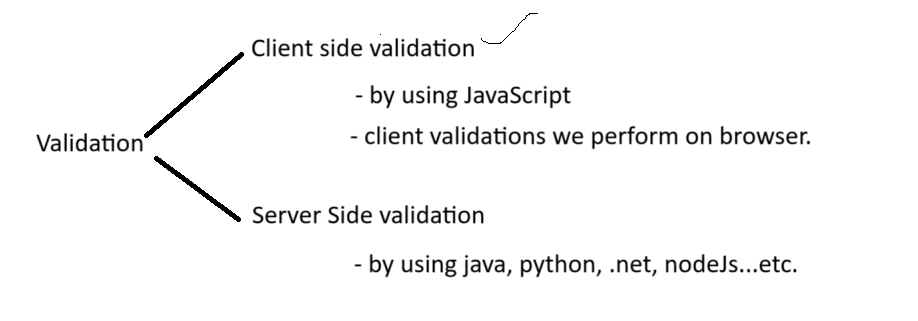 Client side validation
- by using JavaScript
- client validations we perform on browser.
Validation
Server Side validation
- by using java, python, .net, nodeJs...etc.